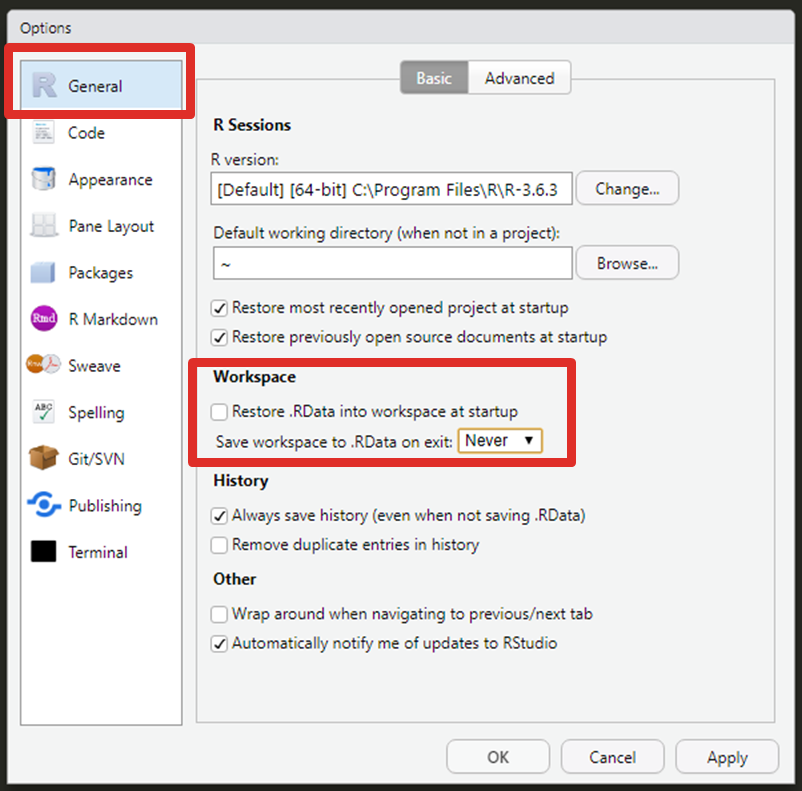 Options
General
Code
Appearance
Pane Layout
Packages
Rmd R Markdown
Sweave
ABC Spelling
Git/SVN
Publishing
Terminal
Basic Advanced
R Sessions
R version:
[Default] [64-bit] C:\Program Files\R\R-3.6.3 Change...
Default working directory (when not in a project):
~ Browse...
Restore most recently opened project at startup
Restore previously open source documents at startup
Workspace
Restore .RData into workspace at startup
Save workspace to .RData on exit: Never
History
Always save history (even when not saving .RData)
Remove duplicate entries in history
Other
Wrap around when navigating to previous/next tab
Automatically notify me of updates to RStudio
OK Cancel Apply